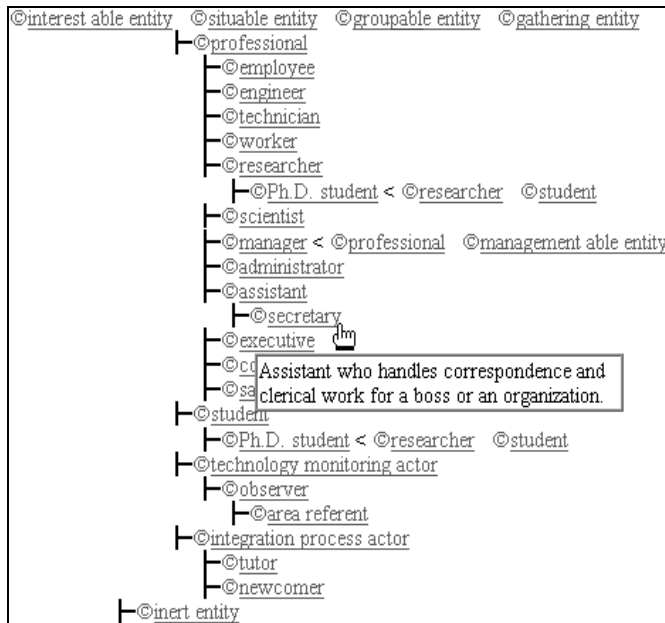 ©interest able entity ©situable entity ©groupable entity ©gathering entity
©professional
©employee
©engineer
©technician
©worker
©researcher
©Ph.D. student < ©researcher ©student
©scientist
©manager < ©professional ©management able entity
©administrator
©assistant
©secretary
©executive
©co
©sa
Assistant who handles correspondence and
clerical work for a boss or an organization.
©student
©Ph.D. student < ©researcher ©student
©technology monitoring actor
©observer
©area referent
©integration process actor
©tutor
©newcomer
©inert entity